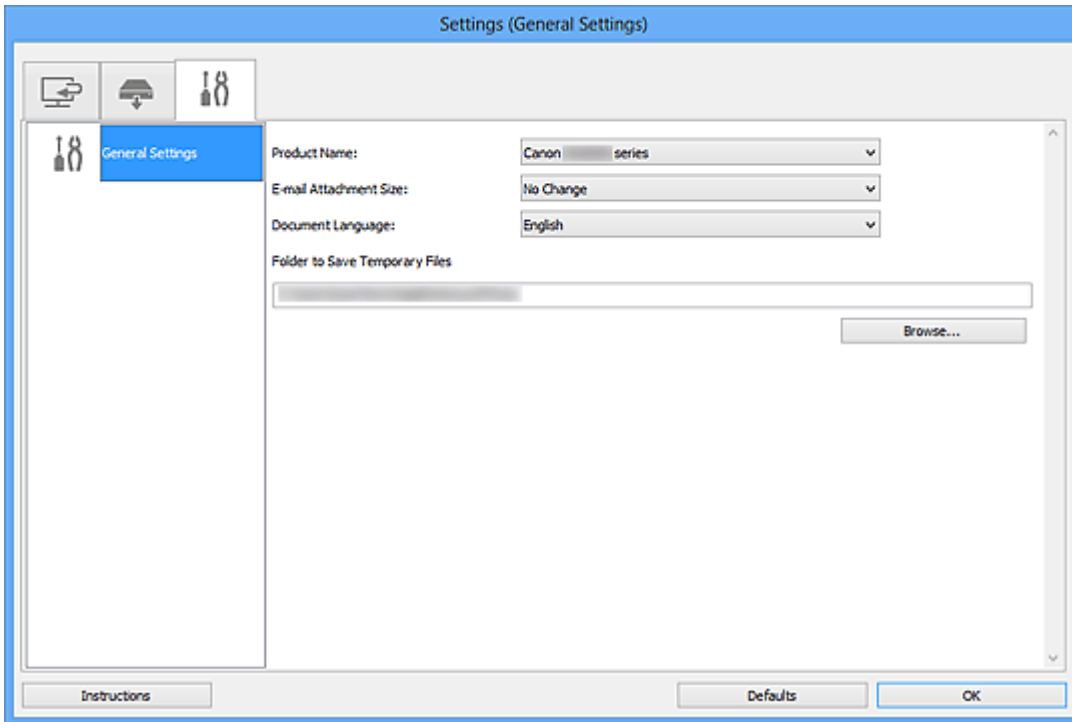 Settings (General Settings)
General Settings
Product Name:
Canon series
E-mail Attachment Size:
No Change
Document Language:
English
Folder to Save Temporary Files
Browse...
Instructions
Defaults
OK